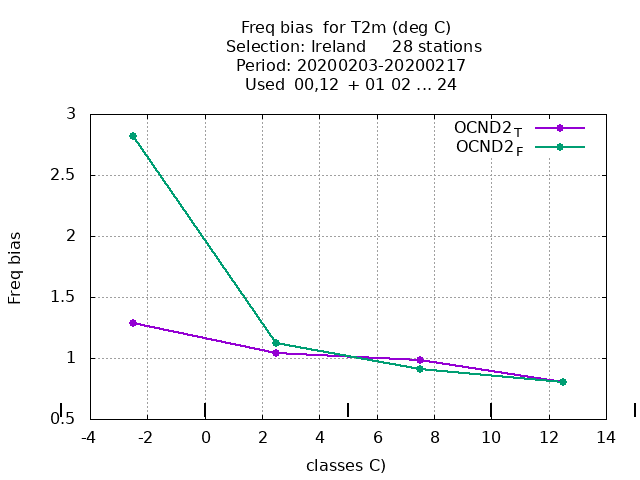 Freq bias  for T2m (deg C)
Selection: Ireland     28 stations
Period: 20200203-20200217
Used  00,12  + 01 02 ... 24
OCND2T
OCND2F
3
2.5
2
1.5
1
0.5
Freq bias
-4 -2 0 2 4 6 8 10 12 14
classes C)